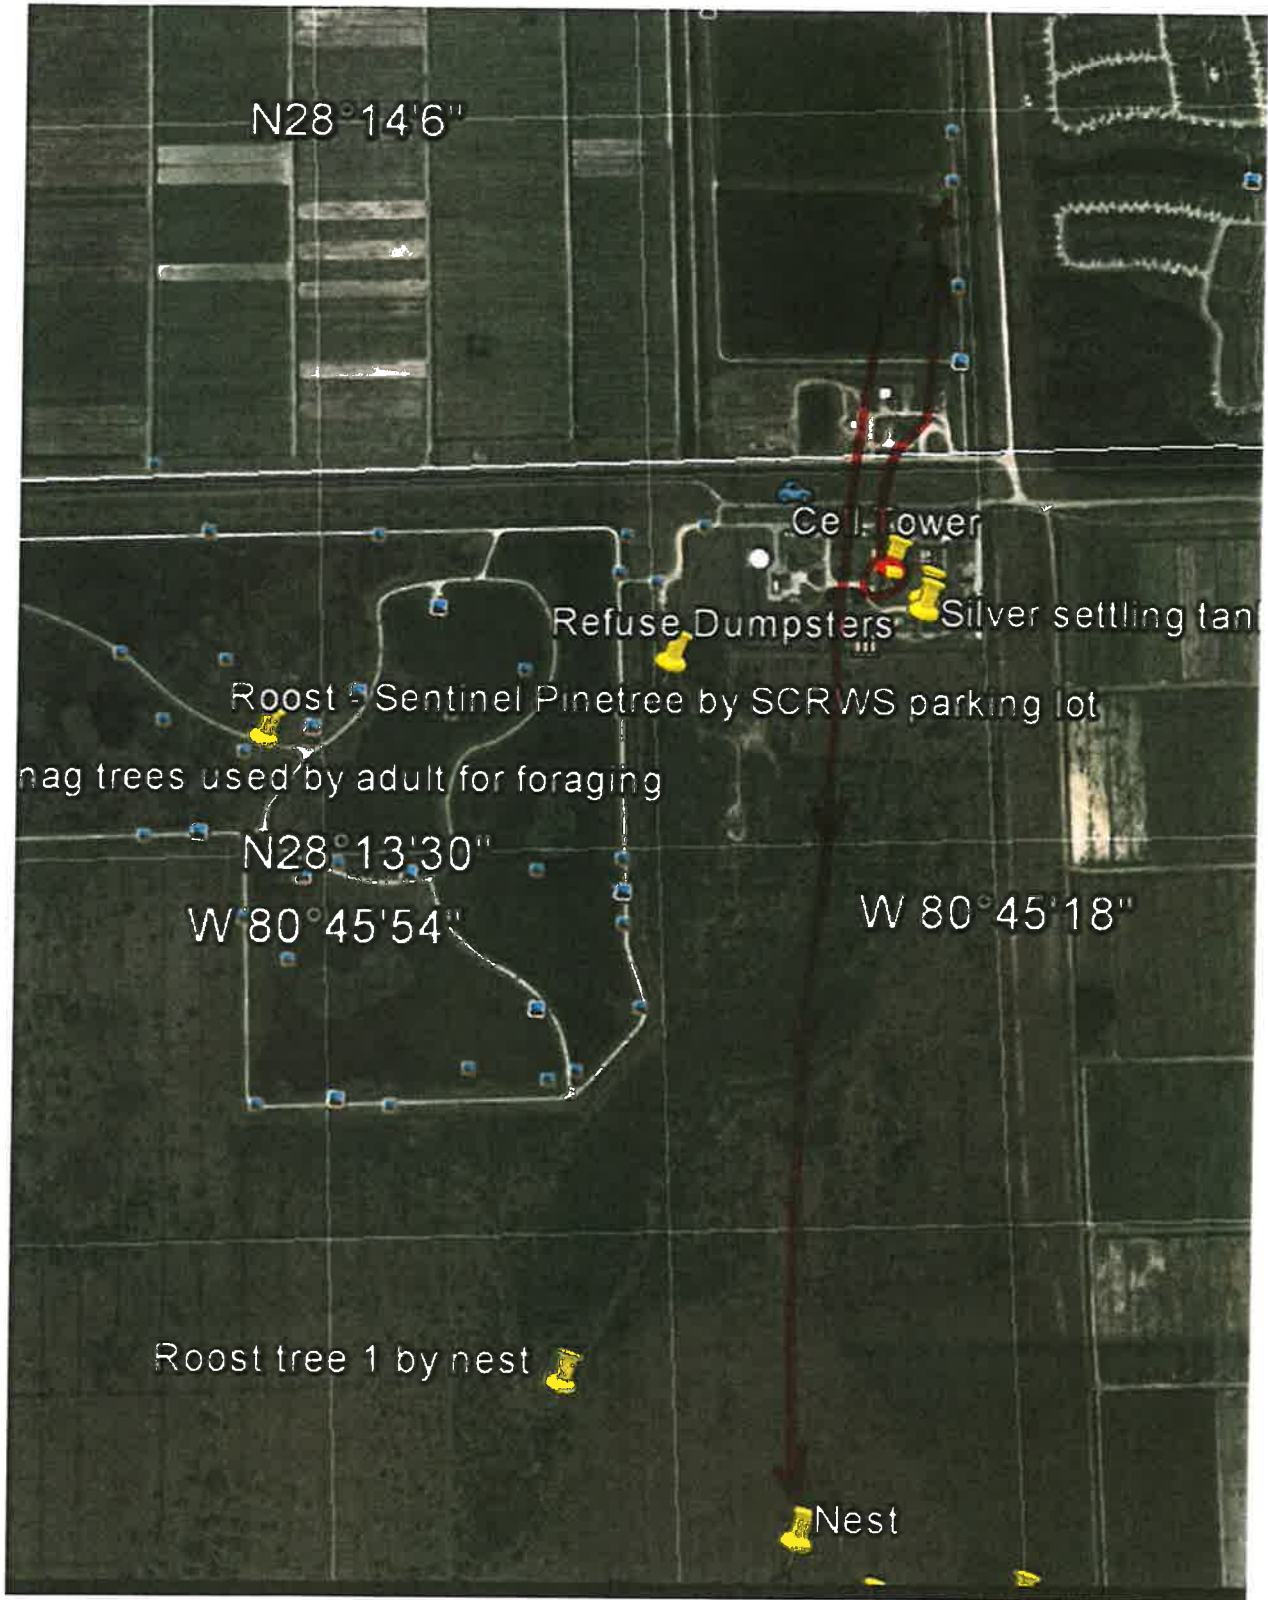 N28°14'6"
Cell Tower
Refuse Dumpsters
Silver settling tan
Roost - Sentinel Pinetree by SCRWS parking lot
nag trees used by adult for foraging
N28°13'30"
W 80°45'54"
W 80°45'18"
Roost tree 1 by nest
Nest